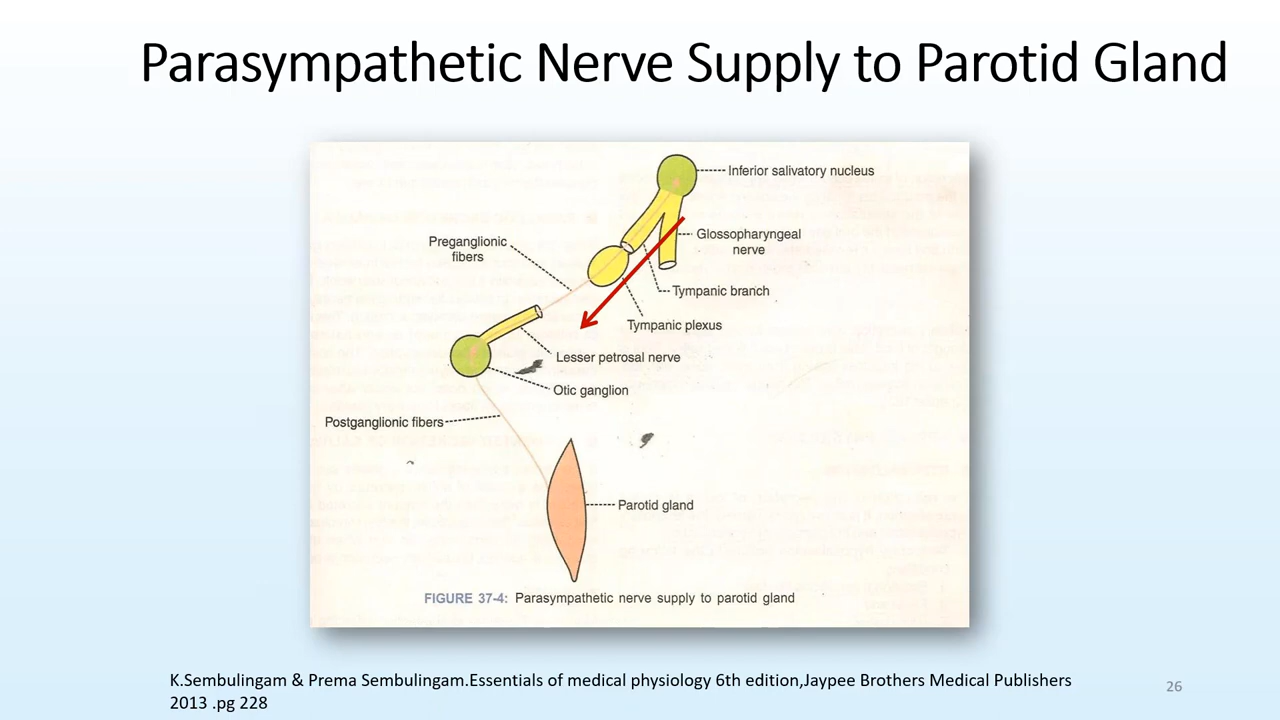 Parasympathetic Nerve Supply to Parotid Gland
Inferior salivatory nucleus
Glossopharyngeal
nerve
Preganglionic
fibers
Tympanic branch
Tympanic plexus
Lesser petrosal nerve
Otic ganglion
Postganglionic fibers
Parotid gland
FIGURE 37-4: Parasympathetic nerve supply to parotid gland
K.Sembulingam & Prema Sembulingam.Essentials of medical physiology 6th edition,Jaypee Brothers Medical Publishers
2013 .pg 228
26